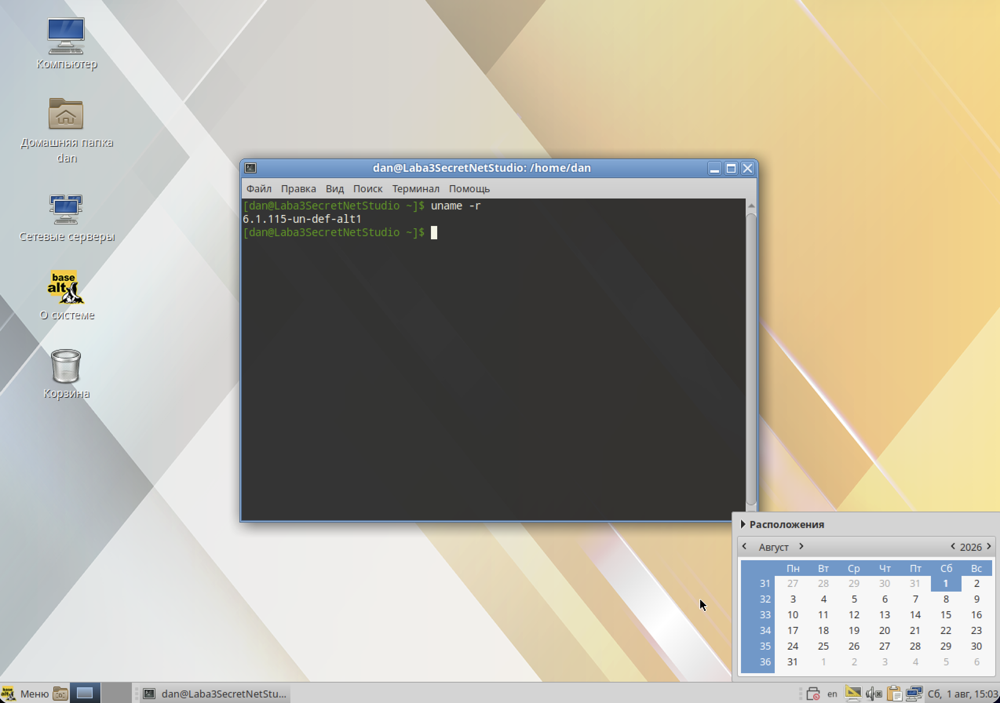 Компьютер
Домашняя папка
dan
Сетевые серверы
base
alt
О системе
Корзина
dan@Laba3SecretNetStudio: /home/dan
Файл Правка Вид Поиск Терминал Помощь
[dan@Laba3SecretNetStudio ~]$ uname -r
6.1.115-un-def-alt1
[dan@Laba3SecretNetStudio ~]$
Расположения
< Август > < 2026 >
Пн Вт Ср Чт Пт Сб Вс
31 27 28 29 30 31 1 2
32 3 4 5 6 7 8 9
33 10 11 12 13 14 15 16
34 17 18 19 20 21 22 23
35 24 25 26 27 28 29 30
36 31 1 2 3 4 5 6
base
alt
Меню dan@Laba3SecretNetStu... en Сб, 1 авг, 15:03